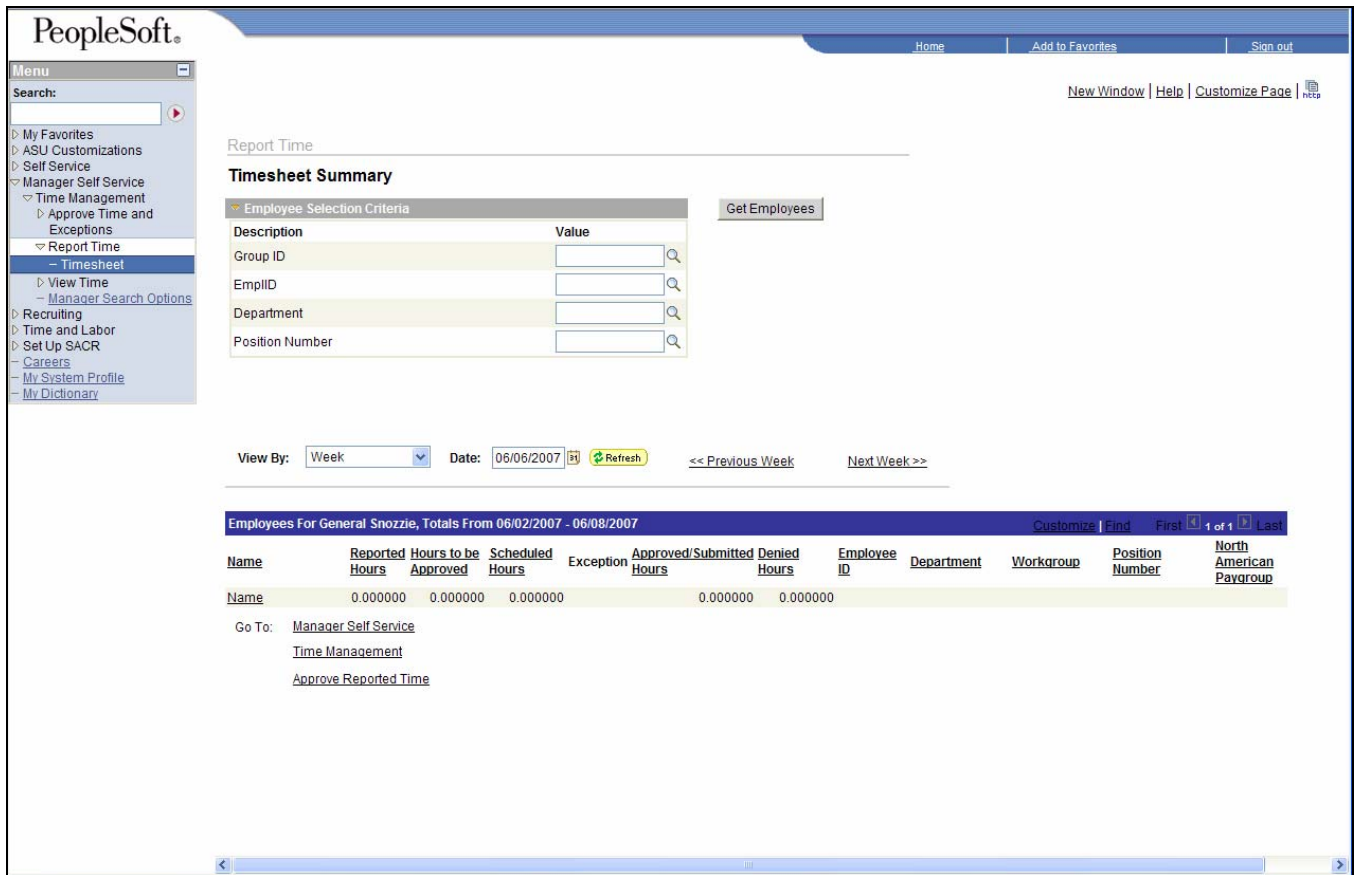 PeopleSoft®
Home
Add to Favorites
Sign out
Menu
Search:
New Window | Help | Customize Page | http
My Favorites
ASU Customizations
Self Service
Manager Self Service
Time Management
Approve Time and
Exceptions
Report Time
– Timesheet
View Time
– Manager Search Options
Recruiting
Time and Labor
Set Up SACR
– Careers
– My System Profile
– My Dictionary
Report Time
Timesheet Summary
Employee Selection Criteria
Get Employees
Description Value
Group ID
EmplID
Department
Position Number
View By: Week Date: 06/06/2007 31 Refresh << Previous Week Next Week >>
Employees For General Snozzie, Totals From 06/02/2007 - 06/08/2007 Customize | Find First 1 of 1 Last
Name Reported Hours Hours to be Approved Scheduled Hours Exception Approved/Submitted Hours Denied Hours Employee ID Department Workgroup Position Number North American Paygroup
Name 0.000000 0.000000 0.000000 0.000000 0.000000
Go To: Manager Self Service
Time Management
Approve Reported Time